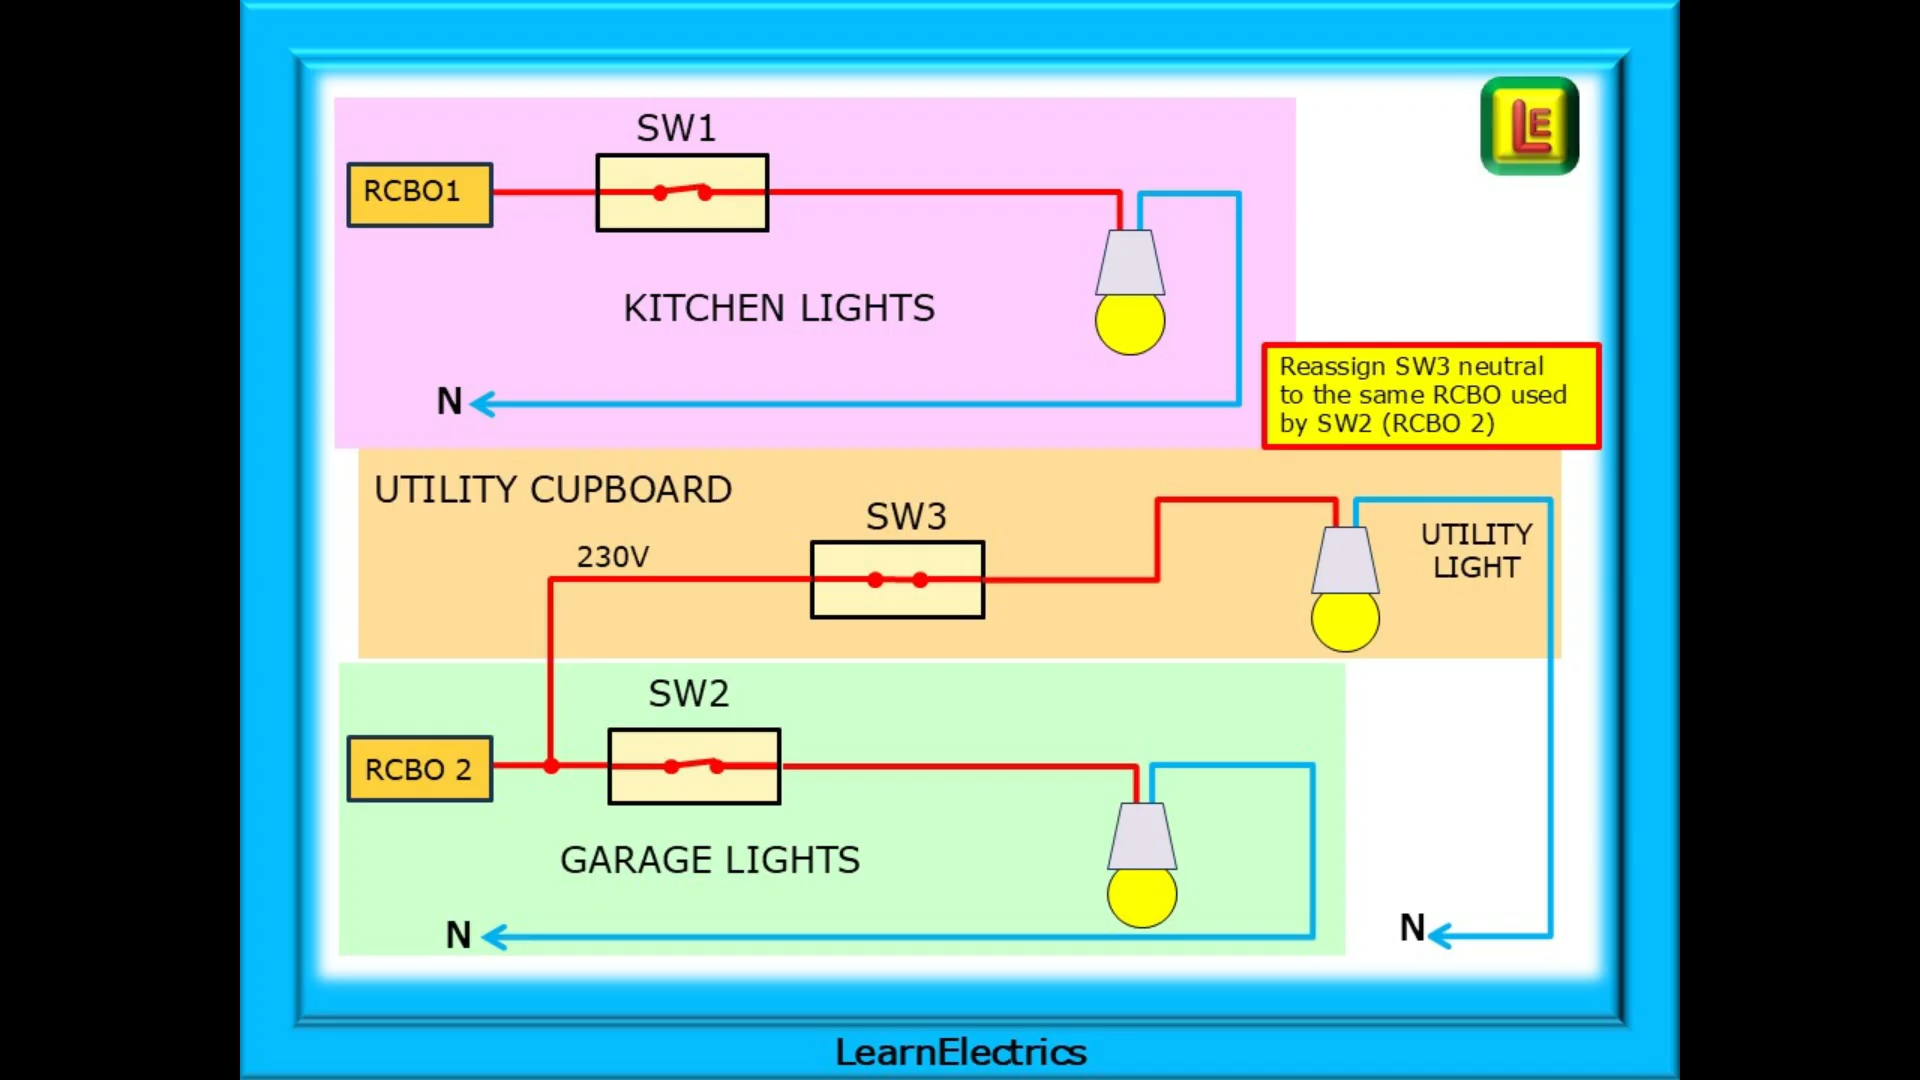 SW1
LE
RCBO1
KITCHEN LIGHTS
N
Reassign SW3 neutral
to the same RCBO used
by SW2 (RCBO 2)
UTILITY CUPBOARD
SW3
230V
UTILITY
LIGHT
SW2
RCBO 2
GARAGE LIGHTS
N
N
LearnElectrics